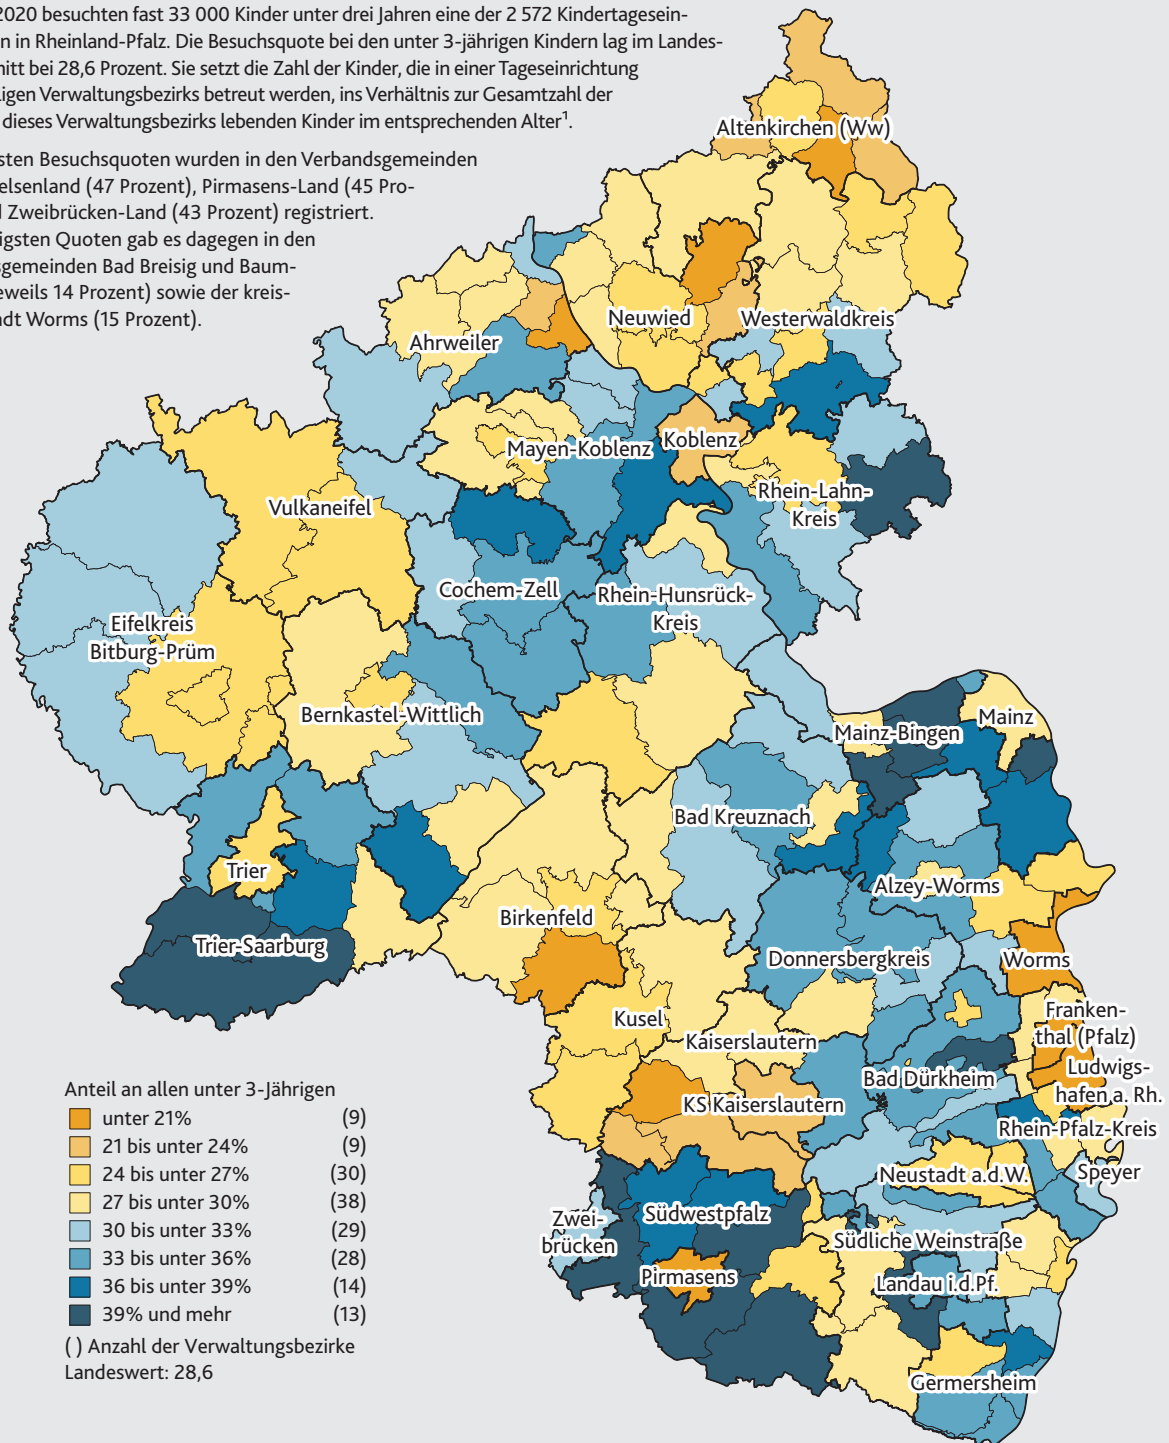 2020 besuchten fast 33 000 Kinder unter drei Jahren eine der 2 572 Kindertagesein-
n in Rheinland-Pfalz. Die Besuchsquote bei den unter 3-jährigen Kindern lag im Landes-
nitt bei 28,6 Prozent. Sie setzt die Zahl der Kinder, die in einer Tageseinrichtung
ligen Verwaltungsbezirks betreut werden, ins Verhältnis zur Gesamtzahl der
dieses Verwaltungsbezirks lebenden Kinder im entsprechenden Alter¹.
sten Besuchsquoten wurden in den Verbandsgemeinden
elsenland (47 Prozent), Pirmasens-Land (45 Pro-
d Zweibrücken-Land (43 Prozent) registriert.
igsten Quoten gab es dagegen in den
sgemeinden Bad Breisig und Baum-
eweils 14 Prozent) sowie der kreis-
adt Worms (15 Prozent).
Altenkirchen (Ww)
Neuwied
Westerwaldkreis
Ahrweiler
Koblenz
Mayen-Koblenz
Rhein-Lahn-
Kreis
Vulkaneifel
Cochem-Zell
Rhein-Hunsrück-
Kreis
Eifelkreis
Bitburg-Prüm
Bernkastel-Wittlich
Mainz
Mainz-Bingen
Bad Kreuznach
Trier
Alzey-Worms
Birkenfeld
Trier-Saarburg
Donnersbergkreis
Worms
Kusel
Franken-
thal (Pfalz)
Kaiserslautern
Ludwigs-
hafen a. Rh.
Bad Dürkheim
KS Kaiserslautern
Rhein-Pfalz-Kreis
Neustadt a.d.W.
Speyer
Südwestpfalz
Zwei-
brücken
Südliche Weinstraße
Pirmasens
Landau i.d.Pf.
Germersheim
Anteil an allen unter 3-Jährigen
unter 21% (9)
21 bis unter 24% (9)
24 bis unter 27% (30)
27 bis unter 30% (38)
30 bis unter 33% (29)
33 bis unter 36% (28)
36 bis unter 39% (14)
39% und mehr (13)
( ) Anzahl der Verwaltungsbezirke
Landeswert: 28,6